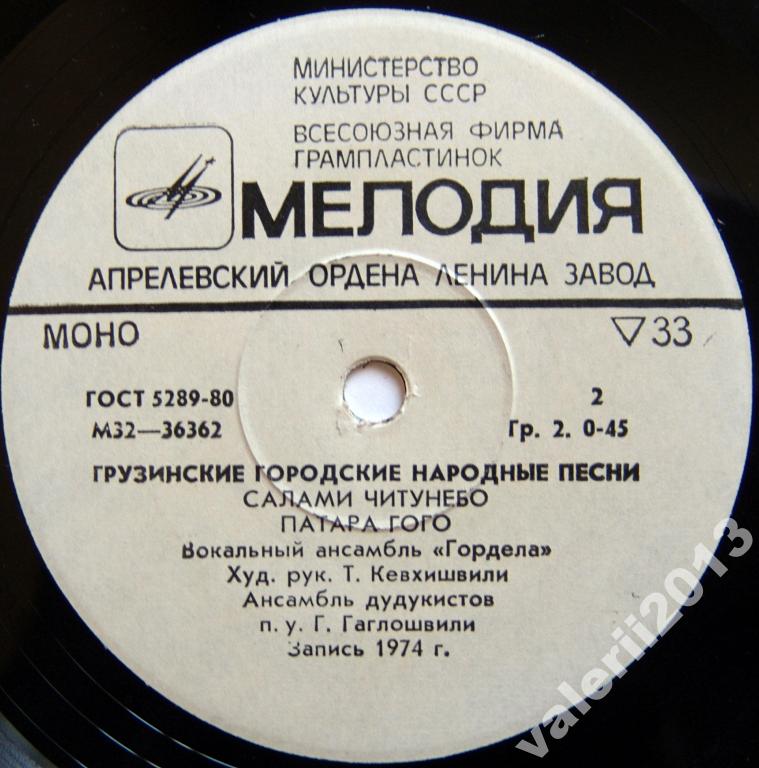 МИНИСТЕРСТВО
КУЛЬТУРЫ СССР
ВСЕСОЮЗНАЯ ФИРМА
ГРАМПЛАСТИНОК
МЕЛОДИЯ
АПРЕЛЕВСКИЙ ОРДЕНА ЛЕНИНА ЗАВОД
МОНО ▽33
ГОСТ 5289-80 2
М32—36362 Гр. 2. 0-45
ГРУЗИНСКИЕ ГОРОДСКИЕ НАРОДНЫЕ ПЕСНИ
САЛАМИ ЧИТУНЕБО
ПАТАРА ГОГО
Вокальный ансамбль «Гордела»
Худ. рук. Т. Кевхишвили
Ансамбль дудукистов
п. у. Г. Гаглошвили
Запись 1974 г.
valerii2013